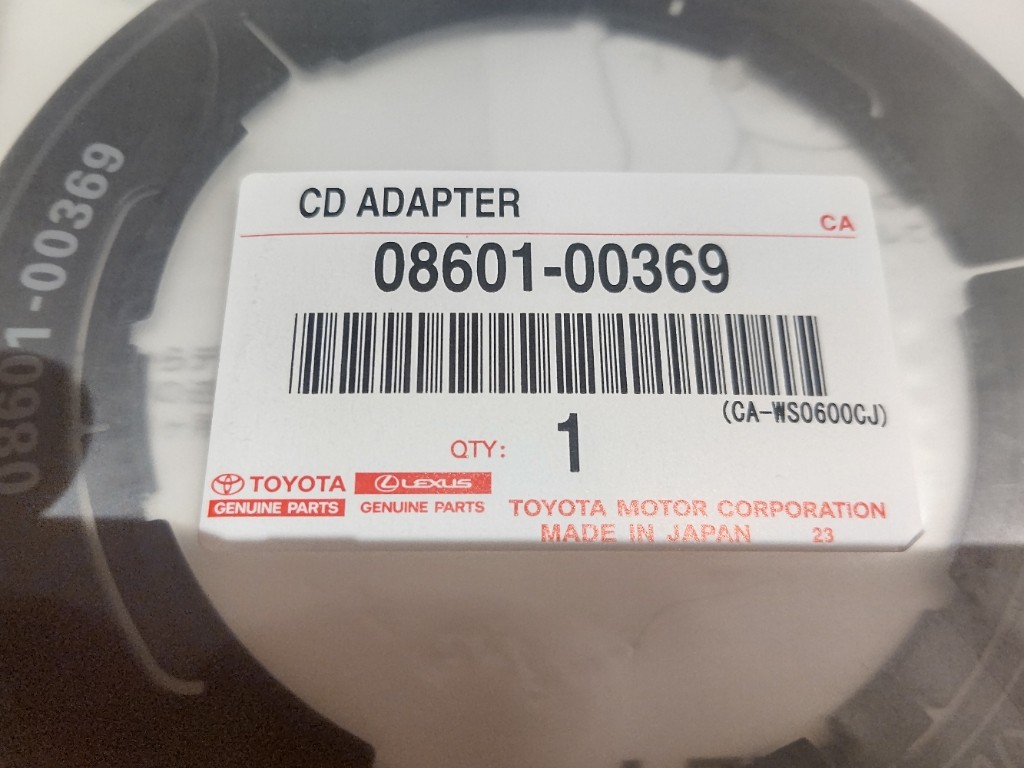 CD ADAPTER
CA
08601-00369
(CA-WS0600CJ)
QTY: 1
TOYOTA
GENUINE PARTS
LEXUS
GENUINE PARTS
TOYOTA MOTOR CORPORATION
MADE IN JAPAN 23
08601-00369